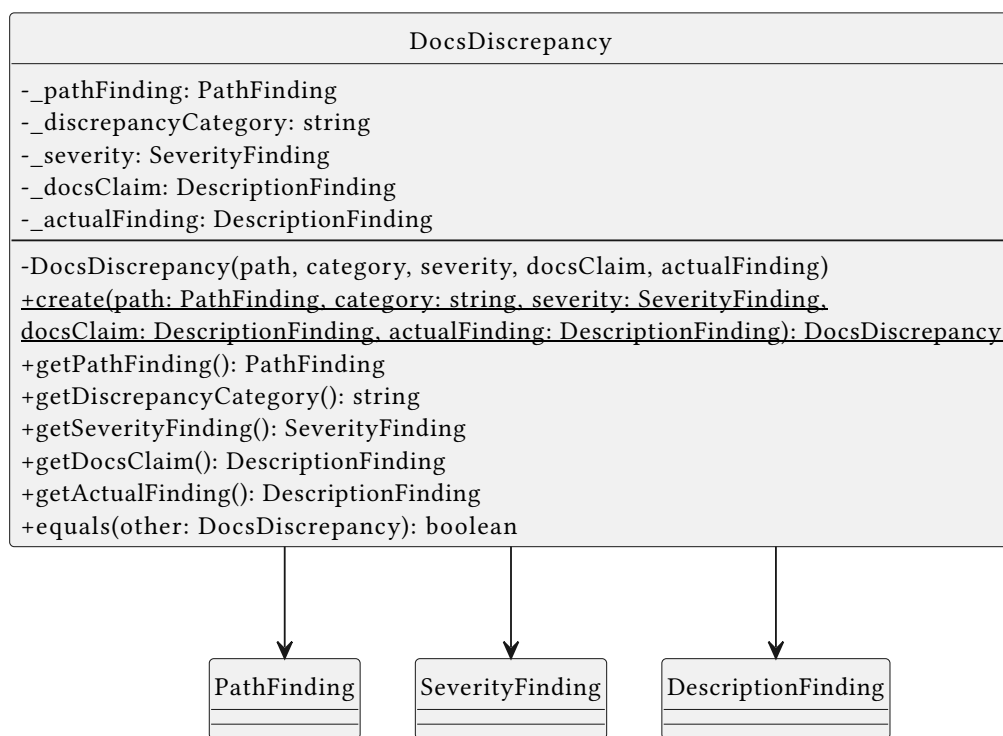 DocsDiscrepancy
-_pathFinding: PathFinding
-_discrepancyCategory: string
-_severity: SeverityFinding
-_docsClaim: DescriptionFinding
-_actualFinding: DescriptionFinding
-DocsDiscrepancy(path, category, severity, docsClaim, actualFinding)
+create(path: PathFinding, category: string, severity: SeverityFinding,
docsClaim: DescriptionFinding, actualFinding: DescriptionFinding): DocsDiscrepancy
+getPathFinding(): PathFinding
+getDiscrepancyCategory(): string
+getSeverityFinding(): SeverityFinding
+getDocsClaim(): DescriptionFinding
+getActualFinding(): DescriptionFinding
+equals(other: DocsDiscrepancy): boolean
PathFinding
SeverityFinding
DescriptionFinding